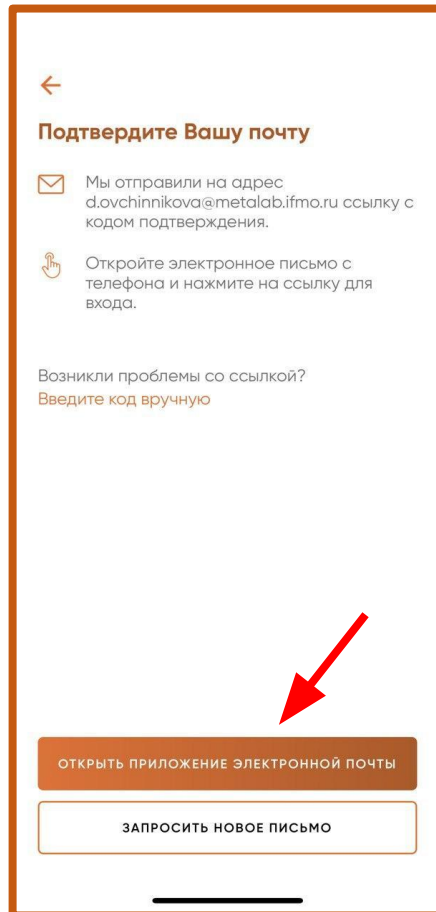 Подтвердите Вашу почту
Мы отправили на адрес
d.ovchinnikova@metalab.ifmo.ru ссылку с
кодом подтверждения.
Откройте электронное письмо с
телефона и нажмите на ссылку для
входа.
Возникли проблемы со ссылкой?
Введите код вручную
ОТКРЫТЬ ПРИЛОЖЕНИЕ ЭЛЕКТРОННОЙ ПОЧТЫ
ЗАПРОСИТЬ НОВОЕ ПИСЬМО